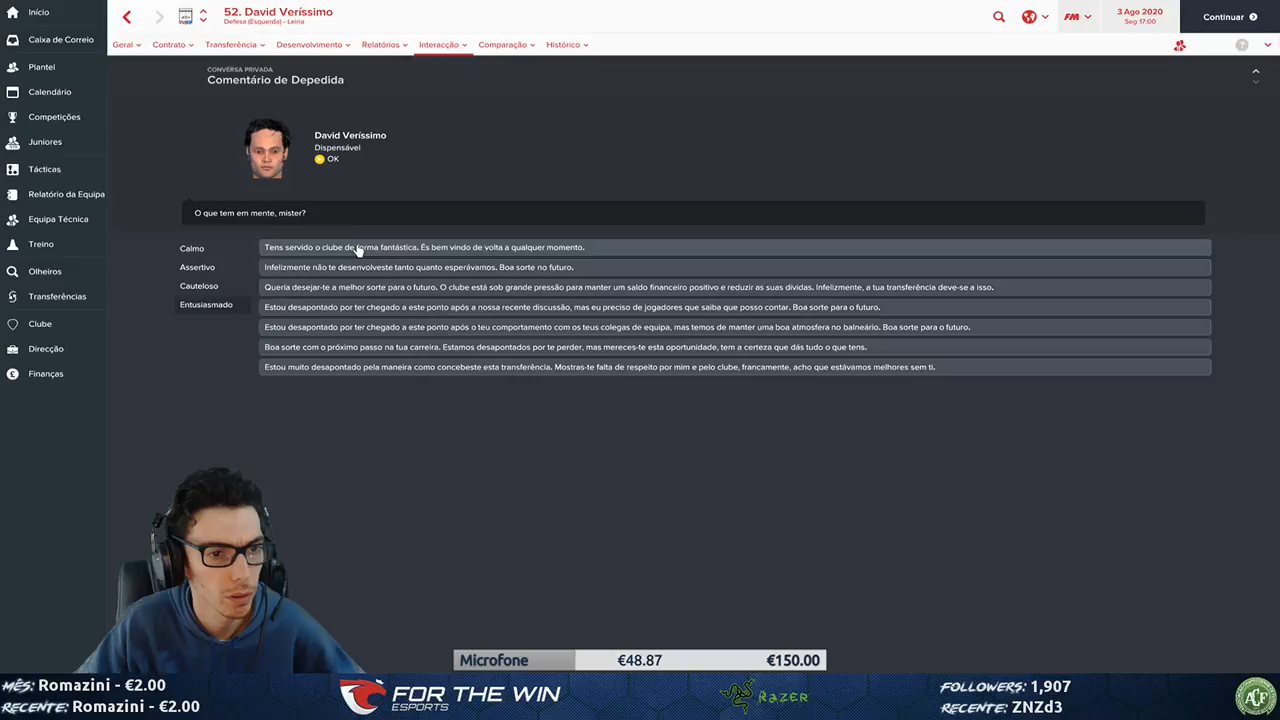 Início
52. David Veríssimo
Defesa (Esquerda) - Leiria
FM
3 Ago 2020
Seg 17:00
Continuar
Caixa de Correio
Geral
Contrato
Transferência
Desenvolvimento
Relatórios
Interacção
Comparação
Histórico
Plantel
CONVERSA PRIVADA
Comentário de Depedida
Calendário
Competições
Juniores
David Veríssimo
Dispensável
OK
Tácticas
Relatório da Equipa
O que tem em mente, mister?
Equipa Técnica
Treino
Calmo
Tens servido o clube de forma fantástica. És bem vindo de volta a qualquer momento.
Assertivo
Infelizmente não te desenvolveste tanto quanto esperávamos. Boa sorte no futuro.
Olheiros
Cauteloso
Queria desejar-te a melhor sorte para o futuro. O clube está sob grande pressão para manter um saldo financeiro positivo e reduzir as suas dívidas. Infelizmente, a tua transferência deve-se a isso.
Transferências
Entusiasmado
Estou desapontado por ter chegado a este ponto após a nossa recente discussão, mas eu preciso de jogadores que saiba que posso contar. Boa sorte para o futuro.
Clube
Estou desapontado por ter chegado a este ponto após o teu comportamento com os teus colegas de equipa, mas temos de manter uma boa atmosfera no balneário. Boa sorte para o futuro.
Direcção
Boa sorte com o próximo passo na tua carreira. Estamos desapontados por te perder, mas mereces-te esta oportunidade, tem a certeza que dás tudo o que tens.
Finanças
Estou muito desapontado pela maneira como concebeste esta transferência. Mostras-te falta de respeito por mim e pelo clube, francamente, acho que estávamos melhores sem ti.
Microfone
€48.87
€150.00
MÊS: Romazini - €2.00
RECENTE: Romazini - €2.00
FOR THE WIN
ESPORTS
RAZER
FOLLOWERS: 1,907
RECENTE: ZNZd3
ACF